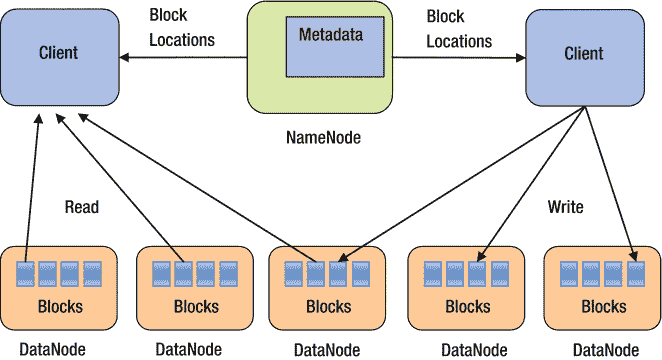 Block
Locations
Metadata
Block
Locations
Client
Client
NameNode
Read
Write
Blocks
Blocks
Blocks
Blocks
Blocks
DataNode
DataNode
DataNode
DataNode
DataNode